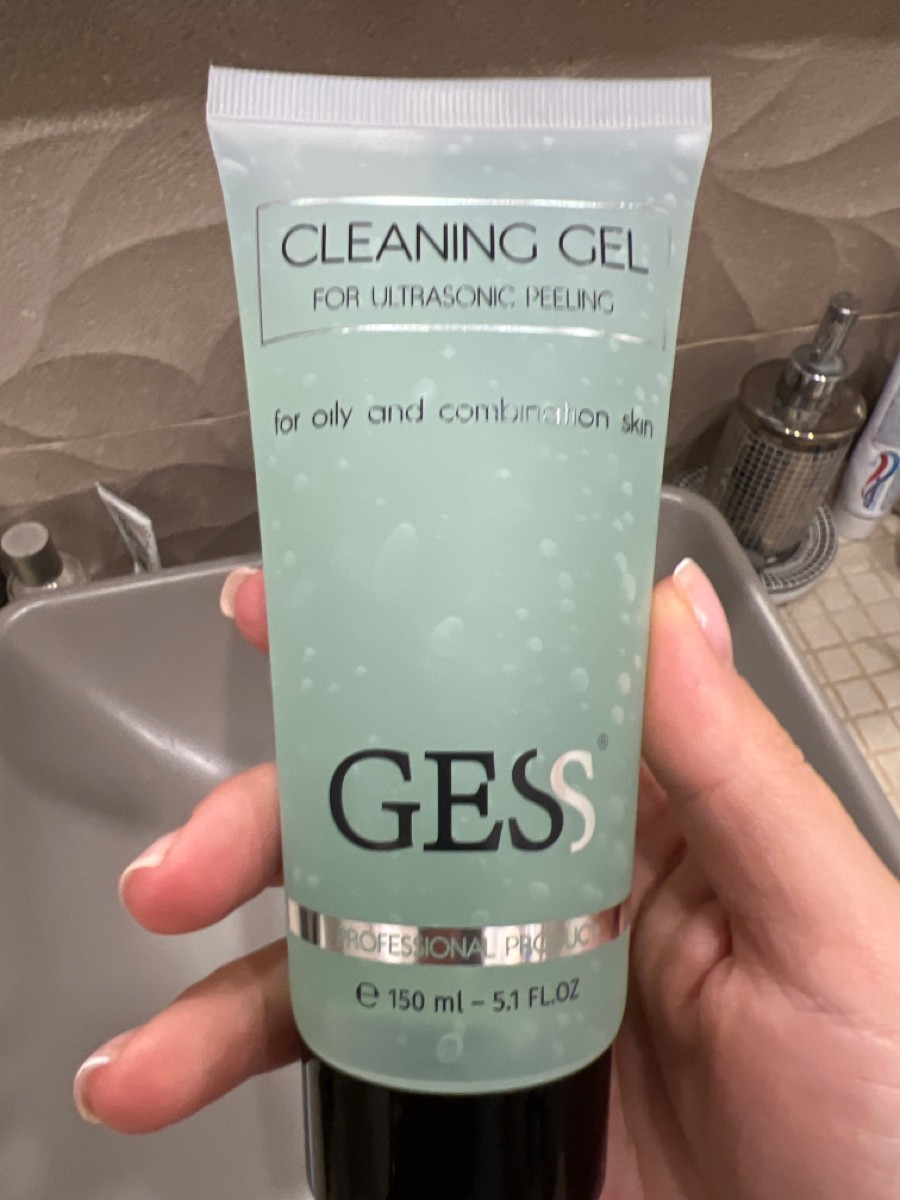 CLEANING GEL
FOR ULTRASONIC PEELING
for oily and combination skin
GESS®
PROFESSIONAL PRODUCT
℮ 150 ml – 5.1 FL.OZ